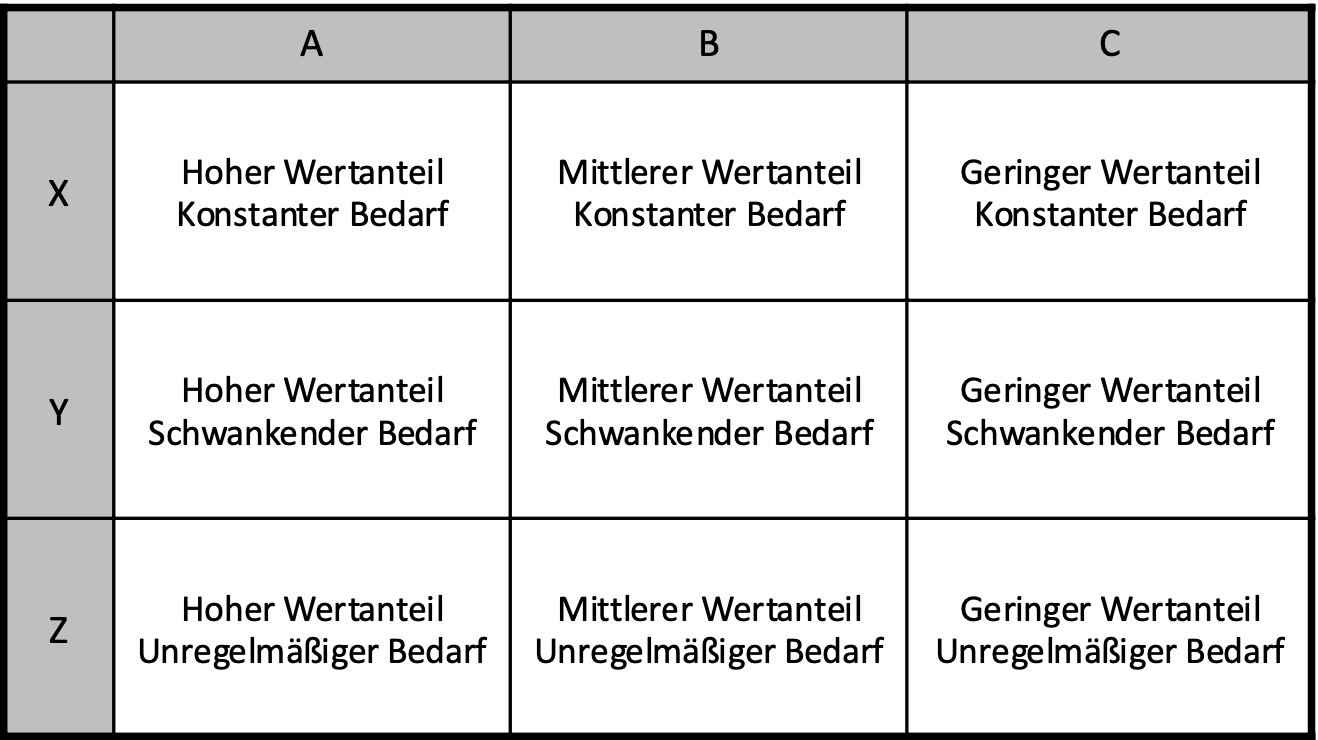 A B C
X
Hoher Wertanteil
Konstanter Bedarf
Mittlerer Wertanteil
Konstanter Bedarf
Geringer Wertanteil
Konstanter Bedarf
Y
Hoher Wertanteil
Schwankender Bedarf
Mittlerer Wertanteil
Schwankender Bedarf
Geringer Wertanteil
Schwankender Bedarf
Z
Hoher Wertanteil
Unregelmäßiger Bedarf
Mittlerer Wertanteil
Unregelmäßiger Bedarf
Geringer Wertanteil
Unregelmäßiger Bedarf